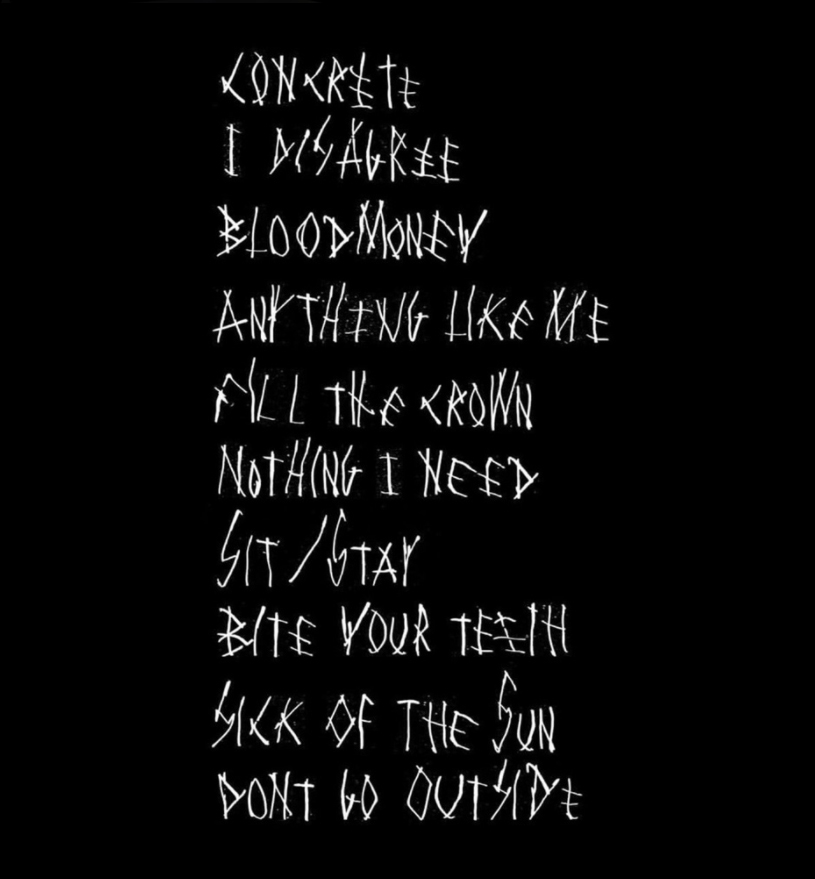 CONCRETE
I DISAGREE
BLOODMONEY
ANYTHING LIKE ME
FILL THE CROWN
NOTHING I NEED
SIT/STAY
BITE YOUR TEETH
SICK OF THE SUN
DONT GO OUTSIDE